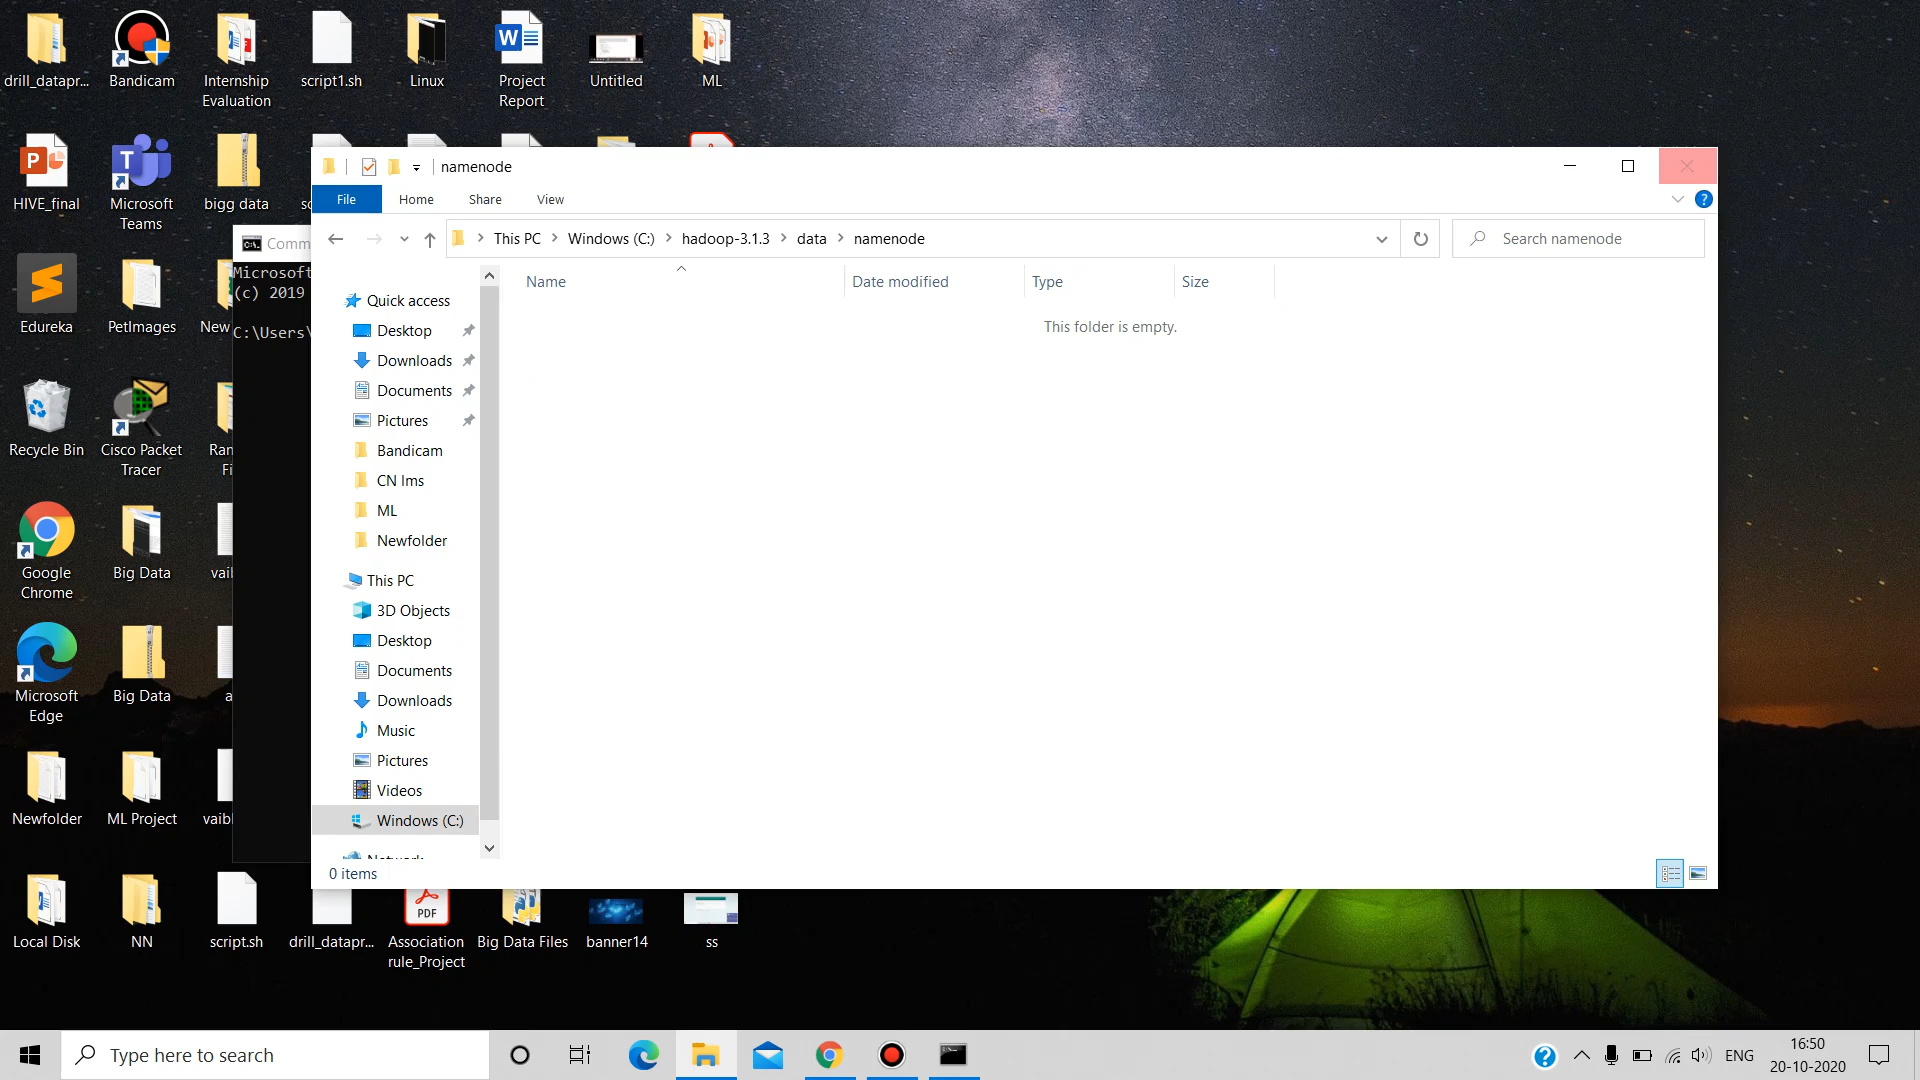 drill_datapr...
Bandicam
Internship
Evaluation
script1.sh
Linux
Project
Report
Untitled
ML
HIVE_final
Microsoft
Teams
bigg data
Edureka
PetImages
New
Recycle Bin
Cisco Packet
Tracer
Google
Chrome
Big Data
Microsoft
Edge
Big Data
Newfolder
ML Project
Local Disk
NN
script.sh
drill_datapr...
PDF
Association
rule_Project
Big Data Files
banner14
ss
Comm
Microsoft
(c) 2019
C:\Users\
namenode
File
Home
Share
View
This PC > Windows (C:) > hadoop-3.1.3 > data > namenode
Search namenode
Name
Date modified
Type
Size
This folder is empty.
Quick access
Desktop
Downloads
Documents
Pictures
Bandicam
CN lms
ML
Newfolder
This PC
3D Objects
Desktop
Documents
Downloads
Music
Pictures
Videos
Windows (C:)
Network
0 items
Type here to search
ENG
16:50
20-10-2020